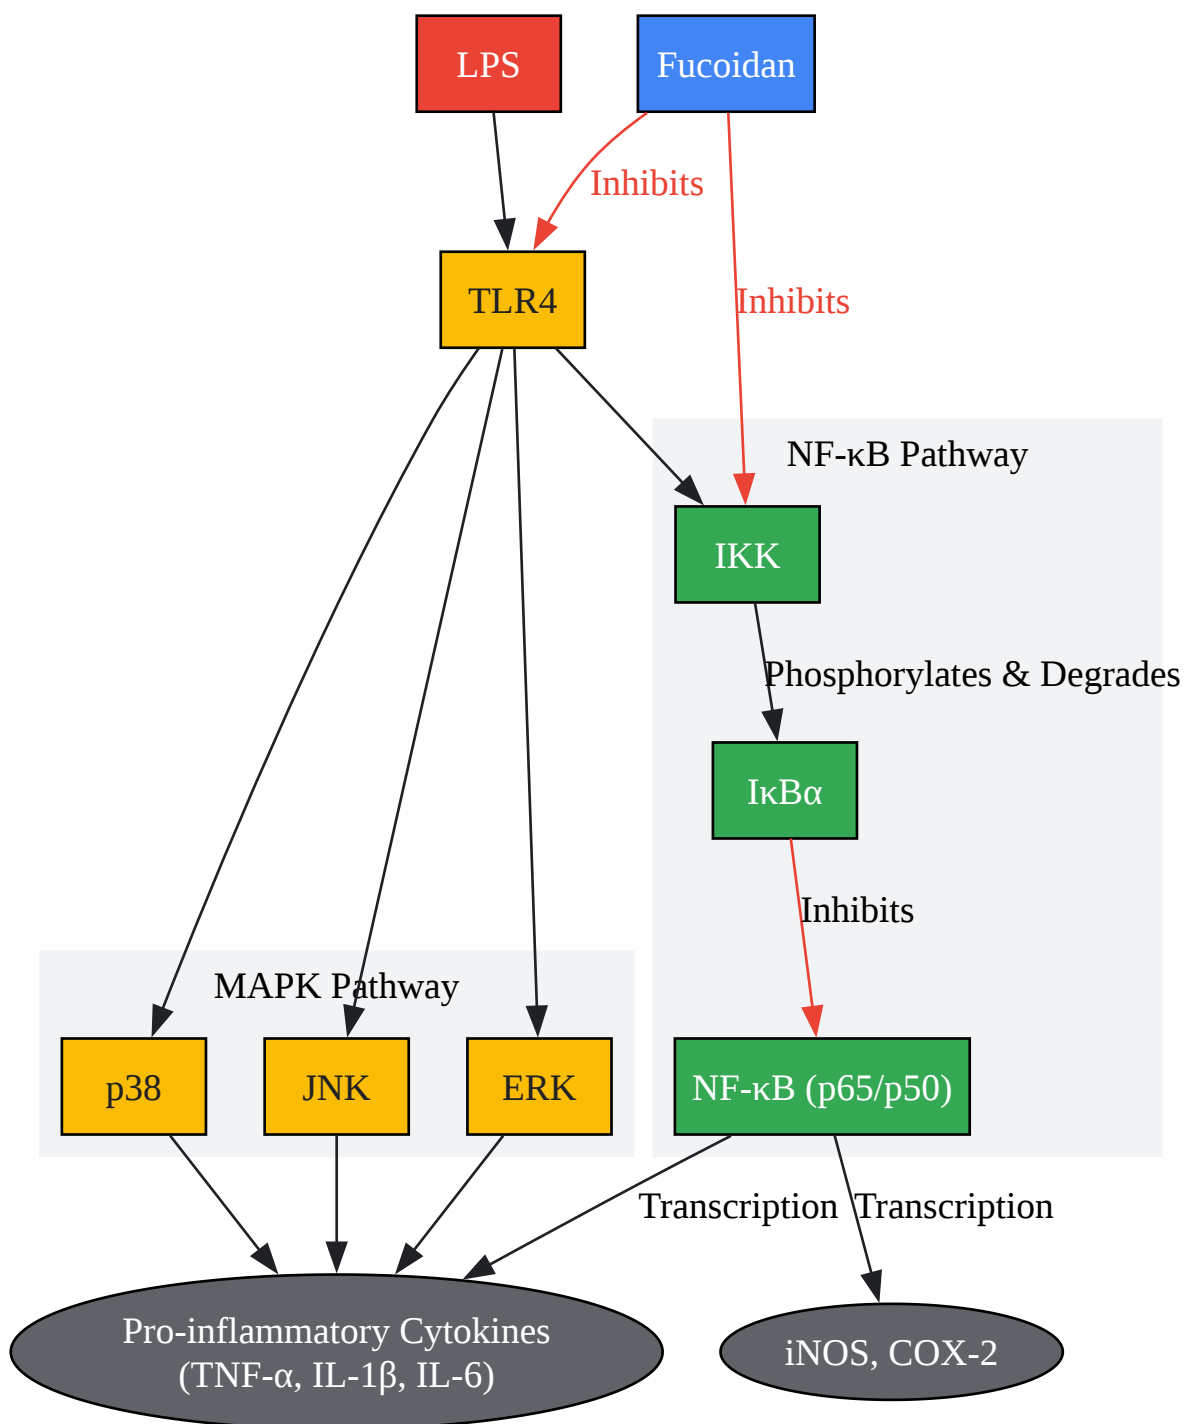 LPS
Fucoidan
Inhibits
TLR4
Inhibits
NF-κB Pathway
IKK
Phosphorylates & Degrades
IκBα
Inhibits
MAPK Pathway
p38
JNK
ERK
NF-κB (p65/p50)
Transcription
Transcription
Pro-inflammatory Cytokines
(TNF-α, IL-1β, IL-6)
iNOS, COX-2